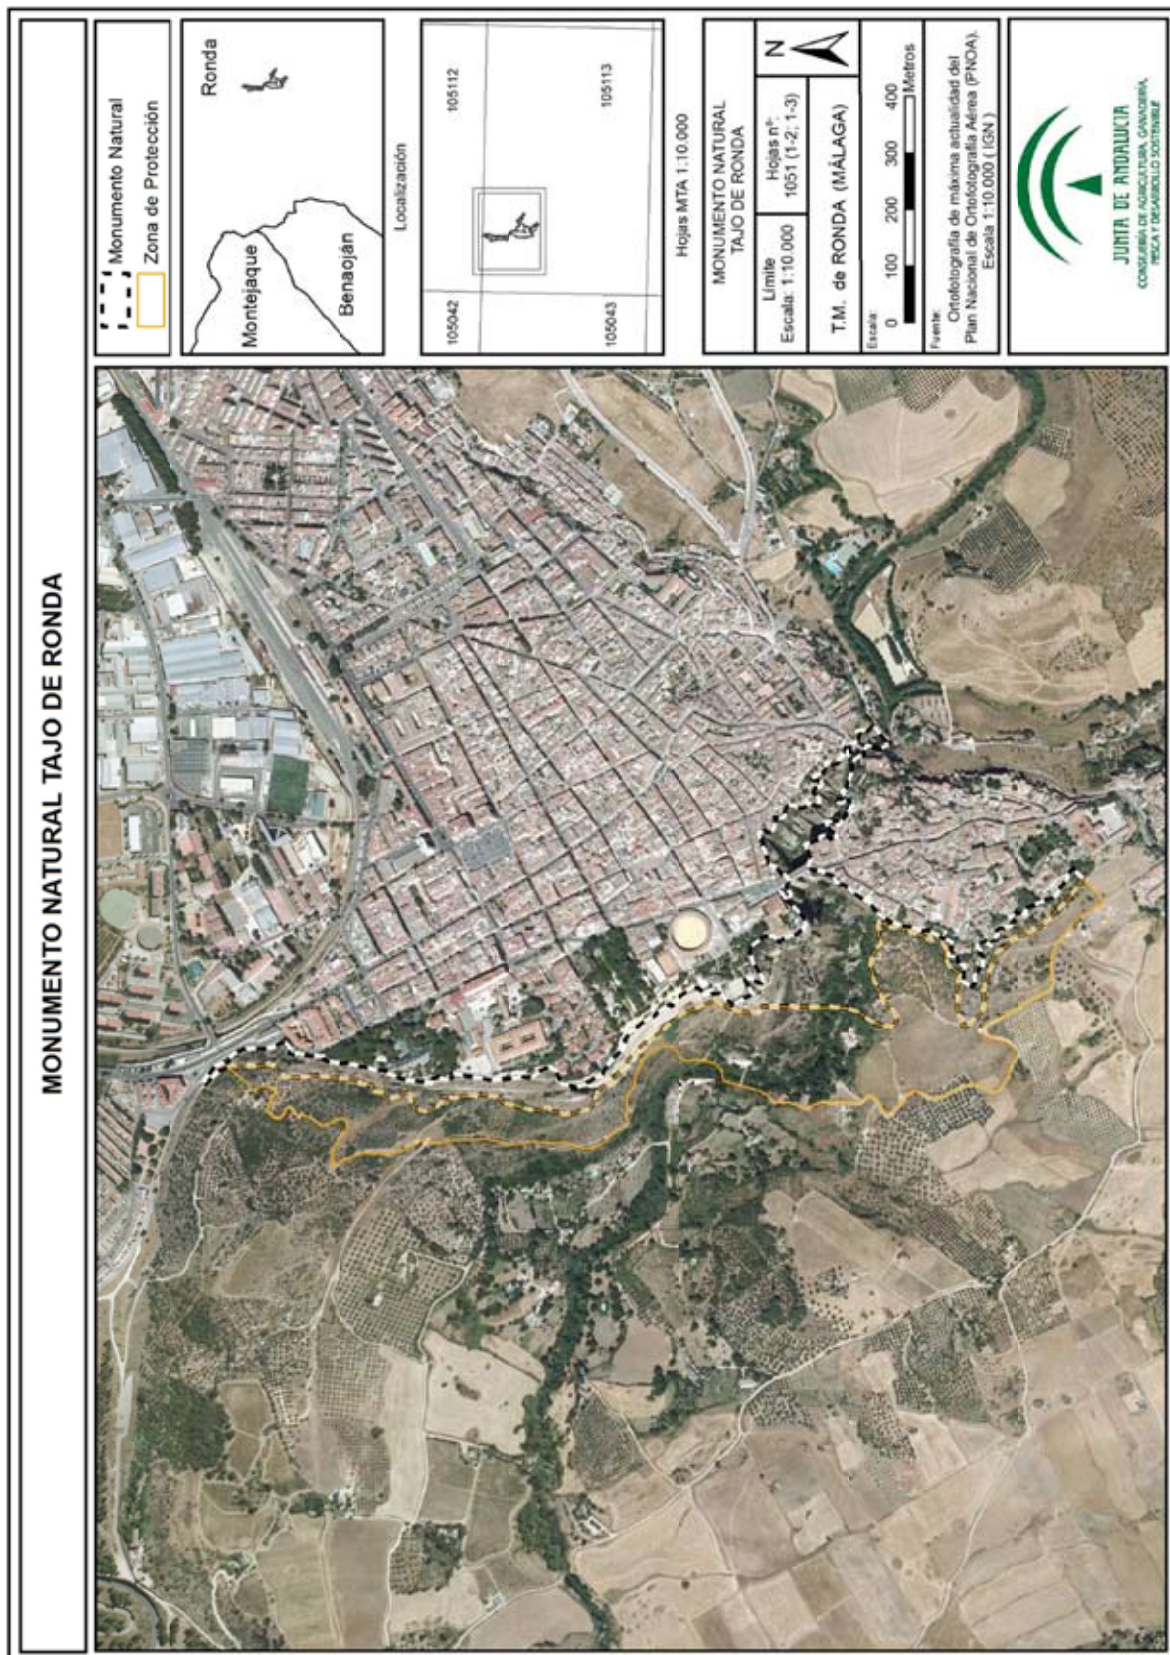 MONUMENTO NATURAL TAJO DE RONDA
Monumento Natural
Zona de Protección
Ronda
Montejaque
Benaoján
Localización
105042
105112
105043
105113
Hojas MTA 1:10.000
MONUMENTO NATURAL
TAJO DE RONDA
Límite
Escala: 1:10.000
Hojas nº:
1051 (1-2; 1-3)
N
T.M. de RONDA (MÁLAGA)
Escala:
0 100 200 300 400
Metros
Fuente:
Ortofotografía de máxima actualidad del
Plan Nacional de Ortofotografía Aérea (PNOA).
Escala 1:10.000 ( IGN )
JUNTA DE ANDALUCIA
CONSEJERÍA DE AGRICULTURA, GANADERÍA,
PESCA Y DESARROLLO SOSTENIBLE